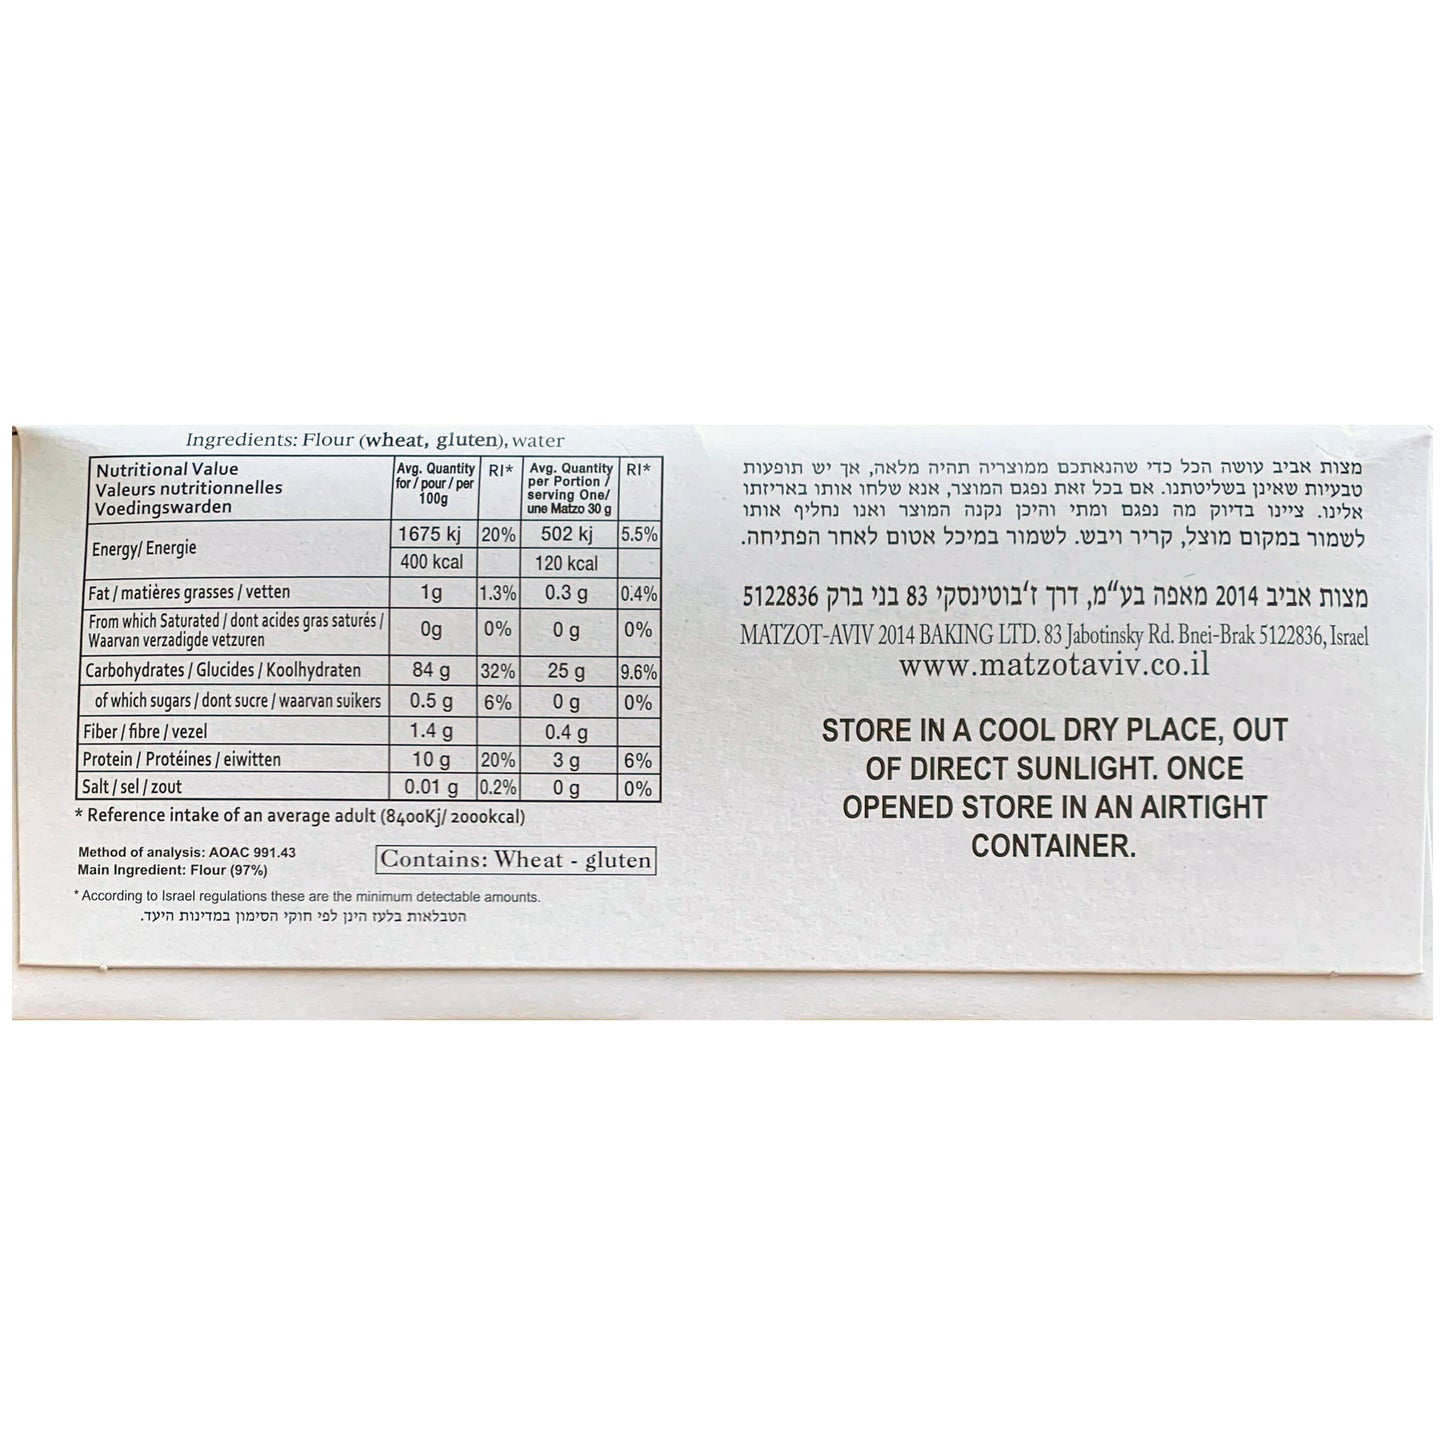 Ingredients: Flour (wheat, gluten), water
Nutritional Value
Valeurs nutritionnelles
Voedingswarden
Avg. Quantity
for / pour / per
100g
RI*
Avg. Quantity
per Portion /
serving One/
une Matzo 30 g
RI*
Energy/ Energie
1675 kj 20% 502 kj 5.5%
400 kcal 120 kcal
Fat / matières grasses / vetten 1g 1.3% 0.3 g 0.4%
From which Saturated / dont acides gras saturés /
Waarvan verzadigde vetzuren
0g 0% 0 g 0%
Carbohydrates / Glucides / Koolhydraten 84 g 32% 25 g 9.6%
of which sugars / dont sucre / waarvan suikers 0.5 g 6% 0 g 0%
Fiber / fibre / vezel 1.4 g 0.4 g
Protein / Protéines / eiwitten 10 g 20% 3 g 6%
Salt / sel / zout 0.01 g 0.2% 0 g 0%
* Reference intake of an average adult (8400Kj/ 2000kcal)
Method of analysis: AOAC 991.43
Main Ingredient: Flour (97%)
Contains: Wheat - gluten
* According to Israel regulations these are the minimum detectable amounts.
הטבלאות בלעז הינן לפי חוקי הסימון במדינות היעד.
מצות אביב עושה הכל כדי שהנאתכם ממוצריה תהיה מלאה, אך יש תופעות
טבעיות שאינן בשליטתנו. אם בכל זאת נפגם המוצר, אנא שלחו אותו באריזתו
אלינו. ציינו בדיוק מה נפגם ומתי והיכן נקנה המוצר ואנו נחליף אותו
לשמור במקום מוצל, קריר ויבש. לשמור במיכל אטום לאחר הפתיחה.
מצות אביב 2014 מאפה בע“מ, דרך ז‘בוטינסקי 83 בני ברק 5122836
MATZOT-AVIV 2014 BAKING LTD. 83 Jabotinsky Rd. Bnei-Brak 5122836, Israel
www.matzotaviv.co.il
STORE IN A COOL DRY PLACE, OUT
OF DIRECT SUNLIGHT. ONCE
OPENED STORE IN AN AIRTIGHT
CONTAINER.